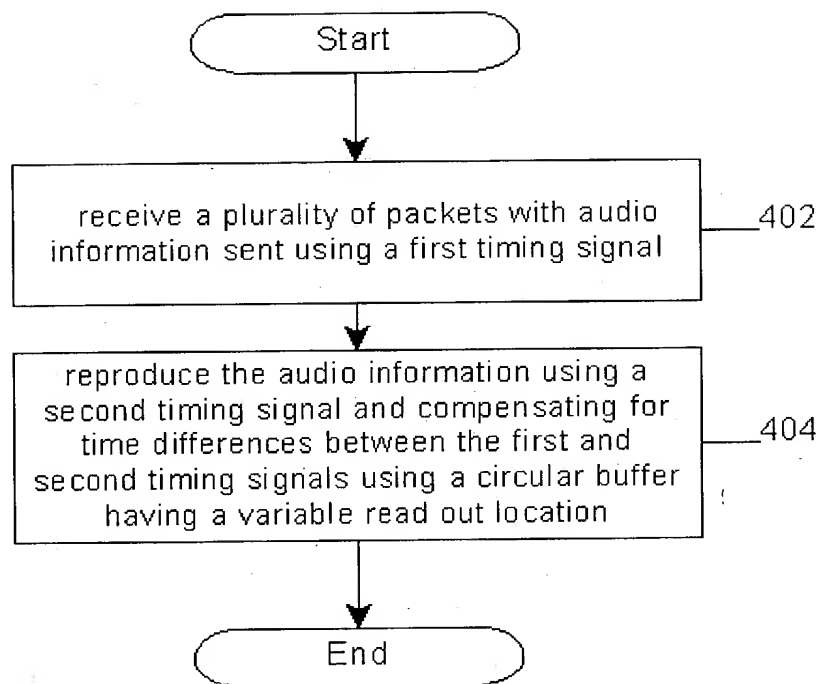 Start
receive a plurality of packets with audio
information sent using a first timing signal
402
reproduce the audio information using a
second timing signal and compensating for
time differences between the first and
second timing signals using a circular buffer
having a variable read out location
404
End